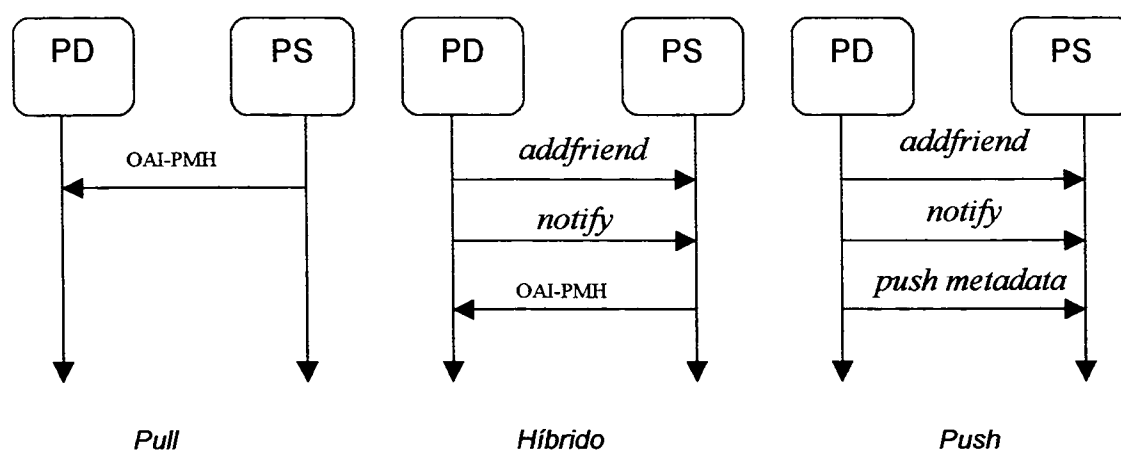 PD PS PD PS PD PS
addfriend addfriend
OAI-PMH
notify notify
OAI-PMH push metadata
Pull Híbrido Push